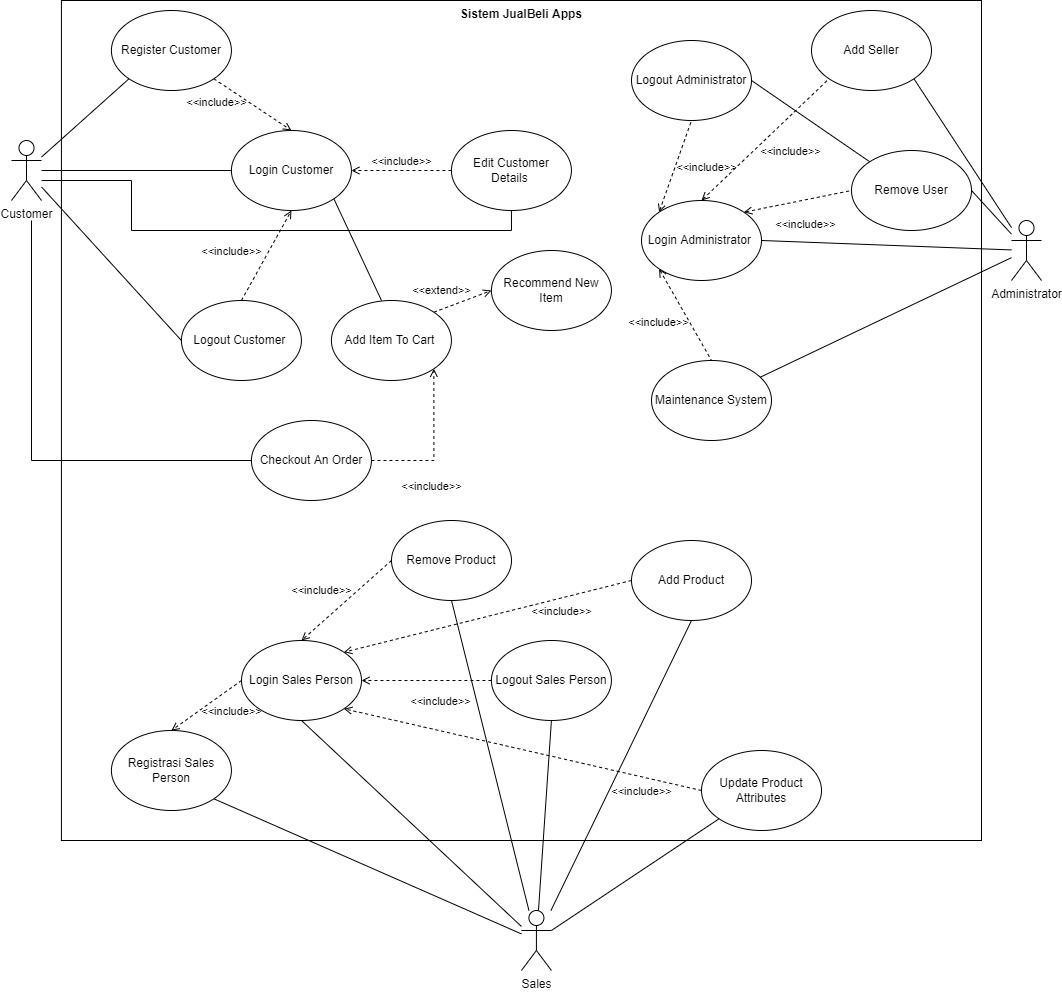 Sistem JualBeli Apps
Register Customer
Add Seller
Logout Administrator
<<include>>
<<include>>
<<include>>
<<include>>
Login Customer
Edit Customer
Details
Customer
Remove User
<<include>>
Login Administrator
<<include>>
Administrator
<<extend>>
Recommend New
Item
<<include>>
Logout Customer
Add Item To Cart
Maintenance System
Checkout An Order
<<include>>
Remove Product
Add Product
<<include>>
<<include>>
Login Sales Person
Logout Sales Person
<<include>>
<<include>>
Registrasi Sales
Person
Update Product
Attributes
<<include>>
Sales